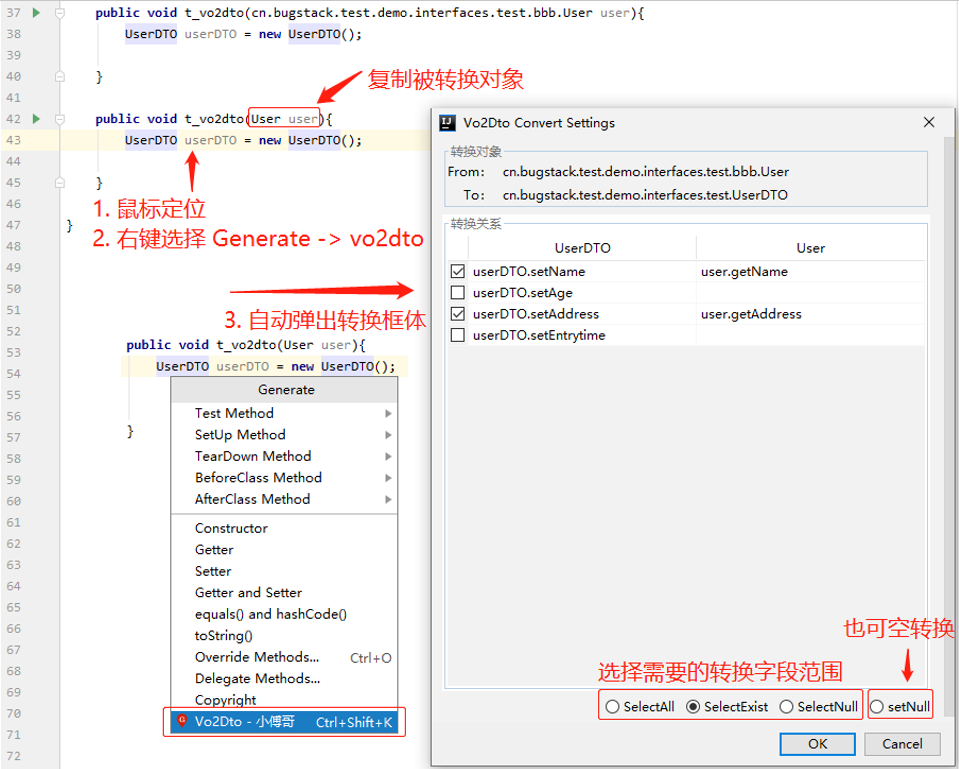 37 public void t_vo2dto(cn.bugstack.test.demo.interfaces.test.bbb.User user){
38 UserDTO userDTO = new UserDTO();
39
40 }
复制被转换对象
41
42 public void t_vo2dto(User user){
43 UserDTO userDTO = new UserDTO();
44
45 }
46
47 }
48
49
50
51
52
53
54
55
56
57
58
59
60
61
62
63
64
65
66
67
68
69
70
71
72
1. 鼠标定位
2. 右键选择 Generate -> vo2dto
3. 自动弹出转换框体
public void t_vo2dto(User user){
UserDTO userDTO = new UserDTO();
}
Generate
Test Method
SetUp Method
TearDown Method
BeforeClass Method
AfterClass Method
Constructor
Getter
Setter
Getter and Setter
equals() and hashCode()
toString()
Override Methods... Ctrl+O
Delegate Methods...
Copyright
Vo2Dto - 小傅哥 Ctrl+Shift+K
IJ Vo2Dto Convert Settings
转换对象
From: cn.bugstack.test.demo.interfaces.test.bbb.User
To: cn.bugstack.test.demo.interfaces.test.UserDTO
转换关系
UserDTO User
userDTO.setName user.getName
userDTO.setAge
userDTO.setAddress user.getAddress
userDTO.setEntrytime
也可空转换
选择需要的转换字段范围
SelectAll SelectExist SelectNull setNull
OK Cancel